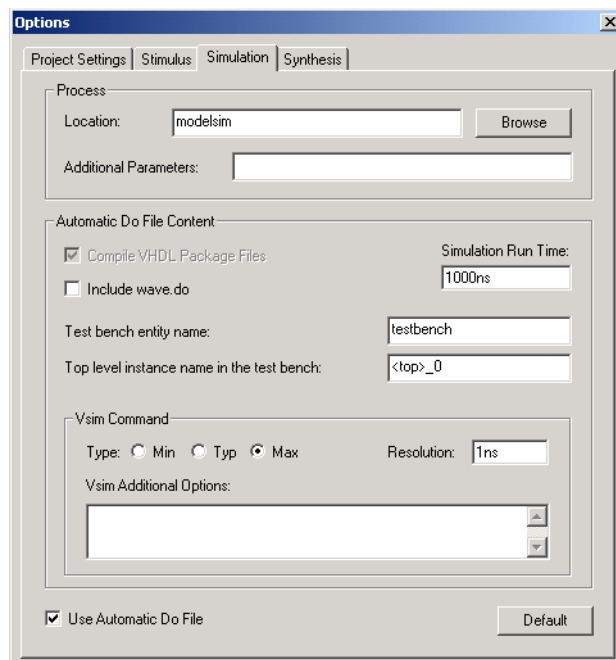 Options
Project Settings Stimulus Simulation Synthesis
Process
Location: modelsim Browse
Additional Parameters:
Automatic Do File Content
Compile VHDL Package Files
Simulation Run Time:
1000ns
Include wave.do
Test bench entity name: testbench
Top level instance name in the test bench: <top>_0
Vsim Command
Type: Min Typ Max Resolution: 1ns
Vsim Additional Options:
Use Automatic Do File Default